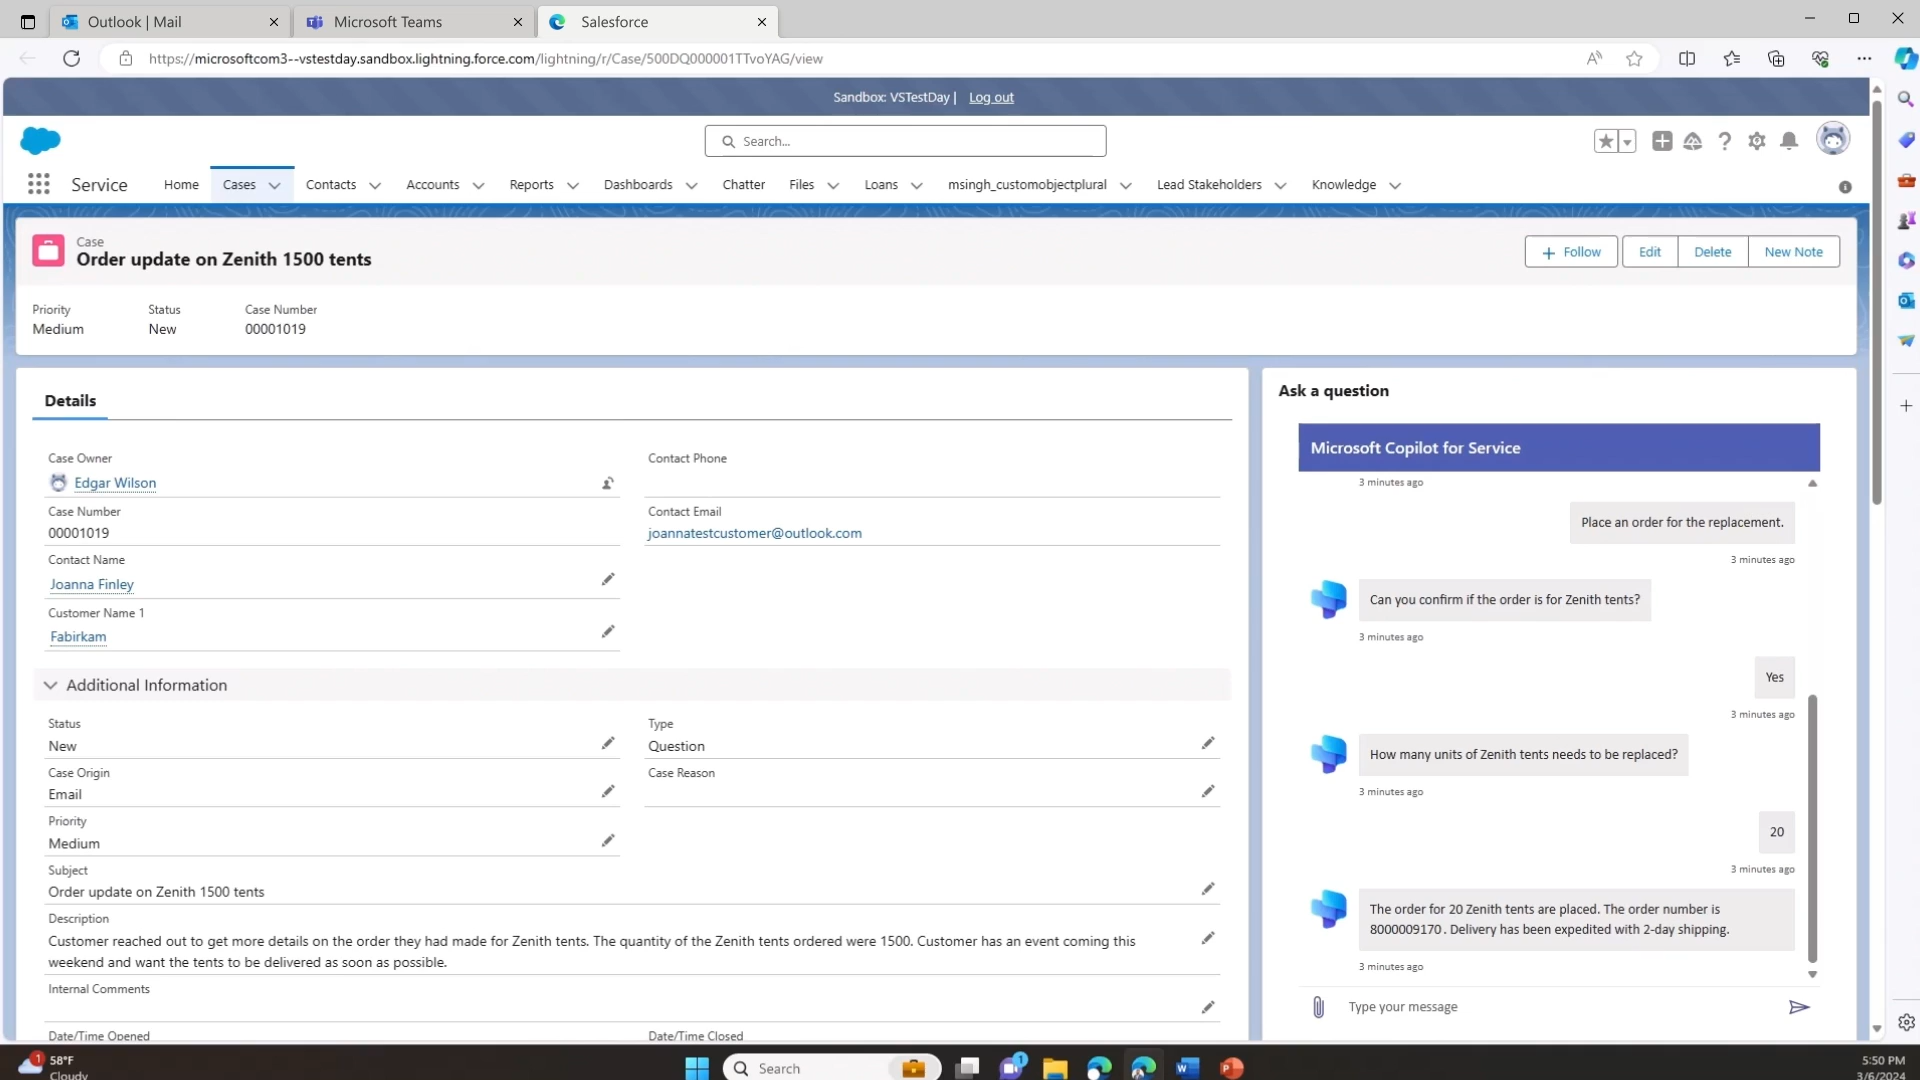 Outlook | Mail
Microsoft Teams
Salesforce
https://microsoftcom3--vstestday.sandbox.lightning.force.com/lightning/r/Case/500DQ000001TTvoYAG/view
Sandbox: VSTestDay | Log out
Search...
Service
Home
Cases
Contacts
Accounts
Reports
Dashboards
Chatter
Files
Loans
msingh_customobjectplural
Lead Stakeholders
Knowledge
Case
Order update on Zenith 1500 tents
Follow
Edit
Delete
New Note
Priority
Medium
Status
New
Case Number
00001019
Details
Case Owner
Edgar Wilson
Contact Phone
Case Number
00001019
Contact Email
joannatestcustomer@outlook.com
Contact Name
Joanna Finley
Customer Name 1
Fabirkam
Additional Information
Status
New
Type
Question
Case Origin
Email
Case Reason
Priority
Medium
Subject
Order update on Zenith 1500 tents
Description
Customer reached out to get more details on the order they had made for Zenith tents. The quantity of the Zenith tents ordered were 1500. Customer has an event coming this
weekend and want the tents to be delivered as soon as possible.
Internal Comments
Date/Time Opened
Date/Time Closed
Ask a question
Microsoft Copilot for Service
3 minutes ago
Place an order for the replacement.
3 minutes ago
Can you confirm if the order is for Zenith tents?
3 minutes ago
Yes
3 minutes ago
How many units of Zenith tents needs to be replaced?
3 minutes ago
20
3 minutes ago
The order for 20 Zenith tents are placed. The order number is
8000009170. Delivery has been expedited with 2-day shipping.
3 minutes ago
Type your message
1
58°F
Cloudy
Search
1
5:50 PM
3/6/2024